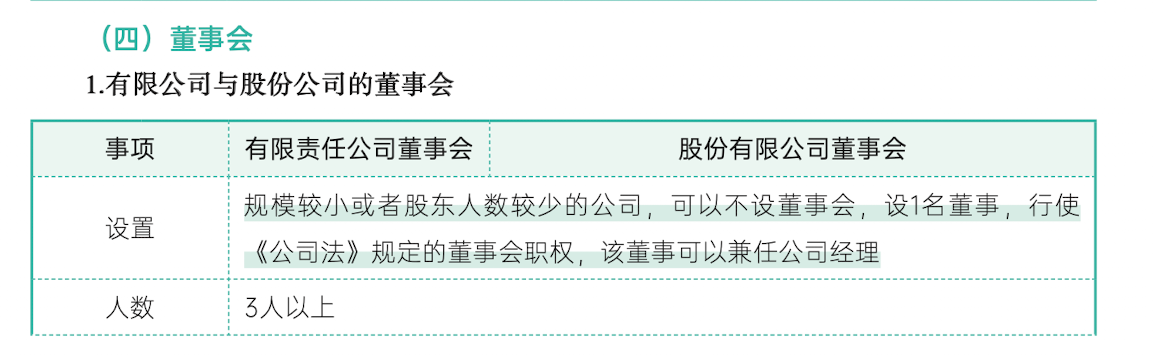 （四）董事会
1.有限公司与股份公司的董事会
事项 有限责任公司董事会 股份有限公司董事会
设置
规模较小或者股东人数较少的公司，可以不设董事会，设1名董事，行使
《公司法》规定的董事会职权，该董事可以兼任公司经理
人数 3人以上